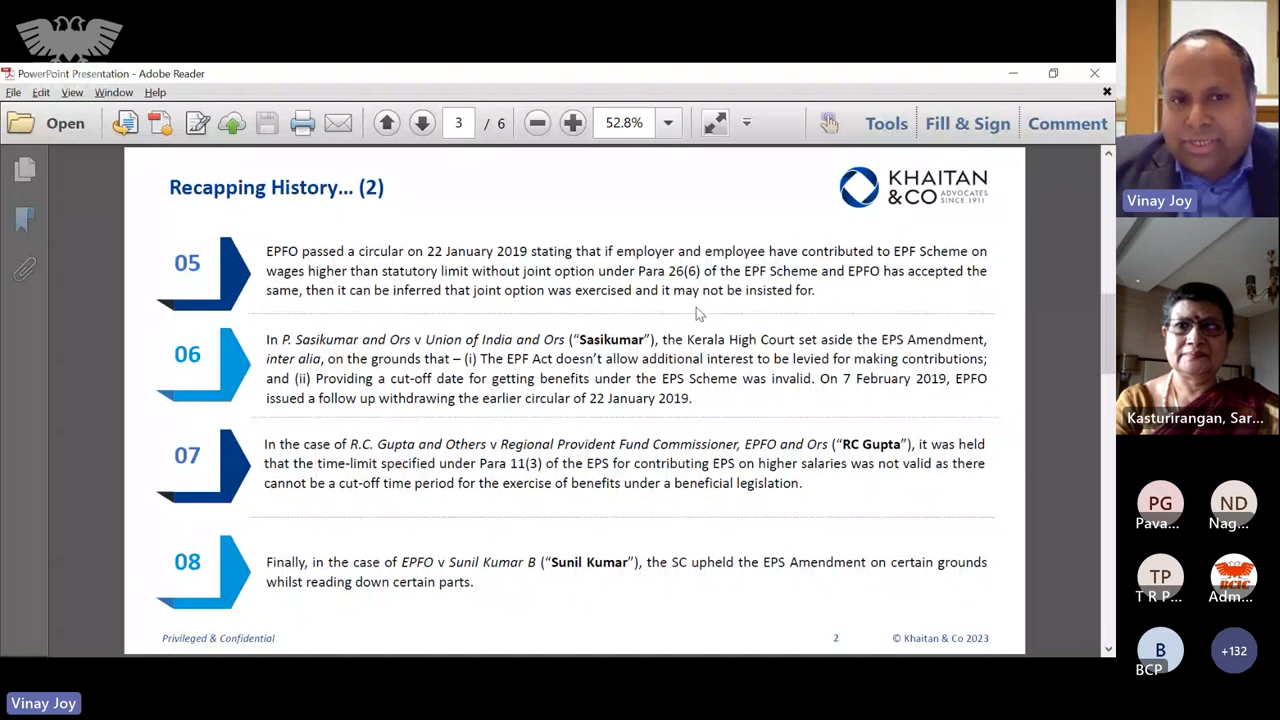 PowerPoint Presentation - Adobe Reader
File Edit View Window Help
Open
3 / 6
52.8%
Tools
Fill & Sign
Comment
Recapping History... (2)
KHAITAN
& CO ADVOCATES
SINCE 1911
05
EPFO passed a circular on 22 January 2019 stating that if employer and employee have contributed to EPF Scheme on
wages higher than statutory limit without joint option under Para 26(6) of the EPF Scheme and EPFO has accepted the
same, then it can be inferred that joint option was exercised and it may not be insisted for.
06
In P. Sasikumar and Ors v Union of India and Ors (“Sasikumar”), the Kerala High Court set aside the EPS Amendment,
inter alia, on the grounds that – (i) The EPF Act doesn’t allow additional interest to be levied for making contributions;
and (ii) Providing a cut-off date for getting benefits under the EPS Scheme was invalid. On 7 February 2019, EPFO
issued a follow up withdrawing the earlier circular of 22 January 2019.
07
In the case of R.C. Gupta and Others v Regional Provident Fund Commissioner, EPFO and Ors (“RC Gupta”), it was held
that the time-limit specified under Para 11(3) of the EPS for contributing EPS on higher salaries was not valid as there
cannot be a cut-off time period for the exercise of benefits under a beneficial legislation.
08
Finally, in the case of EPFO v Sunil Kumar B (“Sunil Kumar”), the SC upheld the EPS Amendment on certain grounds
whilst reading down certain parts.
Privileged & Confidential
2
© Khaitan & Co 2023
Vinay Joy
Kasturirangan, Sar...
PG
Pava...
ND
Nag...
TP
T R P...
BCIC
Adm...
B
BCP
+132
Vinay Joy